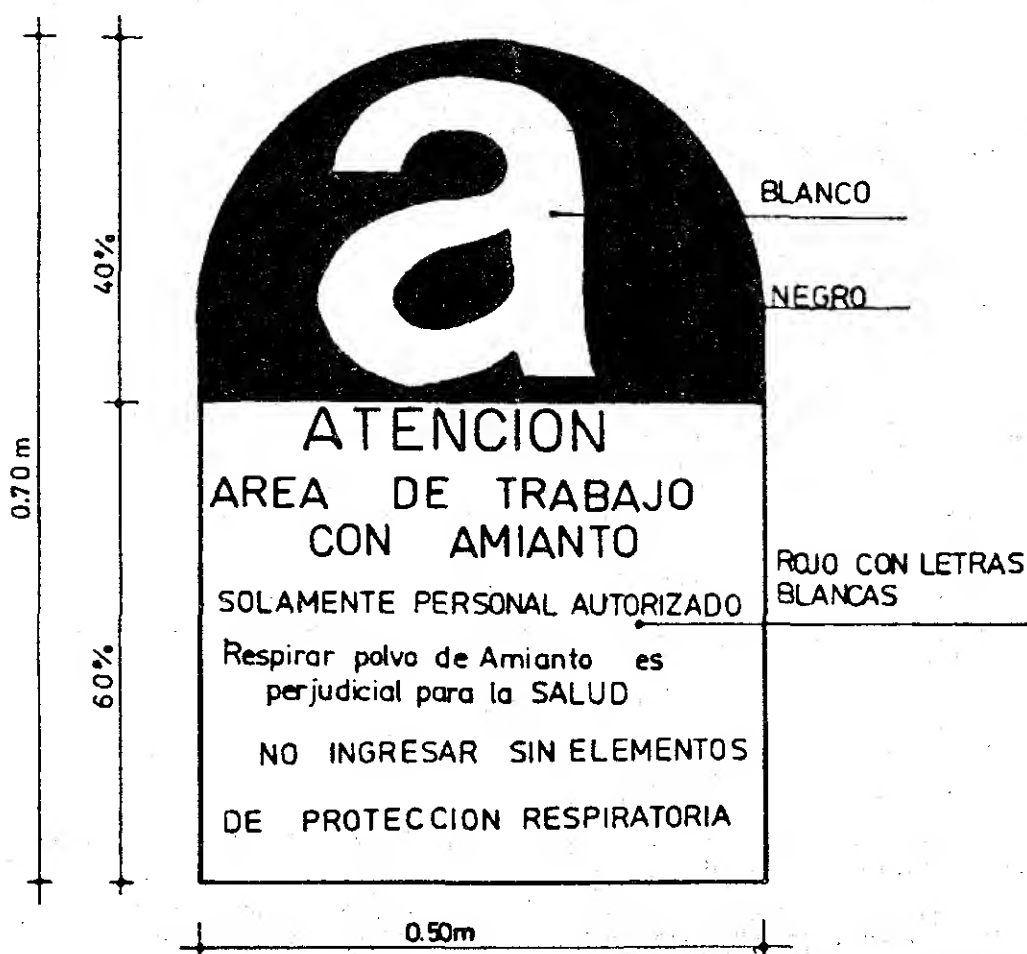 a
BLANCO
NEGRO
40%
0.70 m
60%
ATENCION
AREA DE TRABAJO
CON AMIANTO
SOLAMENTE PERSONAL AUTORIZADO
Respirar polvo de Amianto es
perjudicial para la SALUD
NO INGRESAR SIN ELEMENTOS
DE PROTECCION RESPIRATORIA
ROJO CON LETRAS
BLANCAS
0.50m